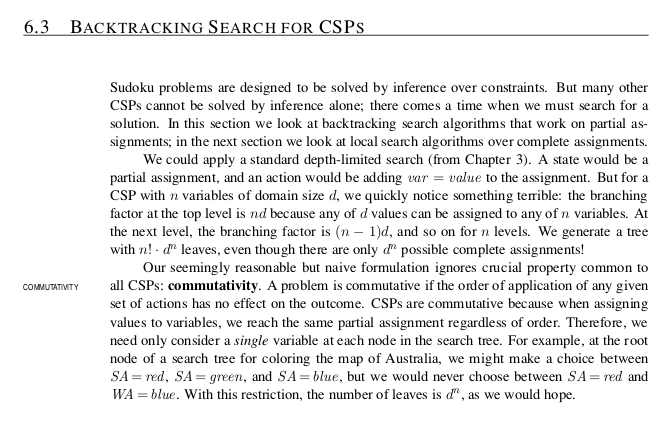 6.3 BACKTRACKING SEARCH FOR CSPS
Sudoku problems are designed to be solved by inference over constraints. But many other
CSPs cannot be solved by inference alone; there comes a time when we must search for a
solution. In this section we look at backtracking search algorithms that work on partial as-
signments; in the next section we look at local search algorithms over complete assignments.
We could apply a standard depth-limited search (from Chapter 3). A state would be a
partial assignment, and an action would be adding var = value to the assignment. But for a
CSP with n variables of domain size d, we quickly notice something terrible: the branching
factor at the top level is nd because any of d values can be assigned to any of n variables. At
the next level, the branching factor is (n − 1)d, and so on for n levels. We generate a tree
with n! · dⁿ leaves, even though there are only dⁿ possible complete assignments!
Our seemingly reasonable but naive formulation ignores crucial property common to
COMMUTATIVITY all CSPs: commutativity. A problem is commutative if the order of application of any given
set of actions has no effect on the outcome. CSPs are commutative because when assigning
values to variables, we reach the same partial assignment regardless of order. Therefore, we
need only consider a single variable at each node in the search tree. For example, at the root
node of a search tree for coloring the map of Australia, we might make a choice between
SA = red, SA = green, and SA = blue, but we would never choose between SA = red and
WA = blue. With this restriction, the number of leaves is dⁿ, as we would hope.